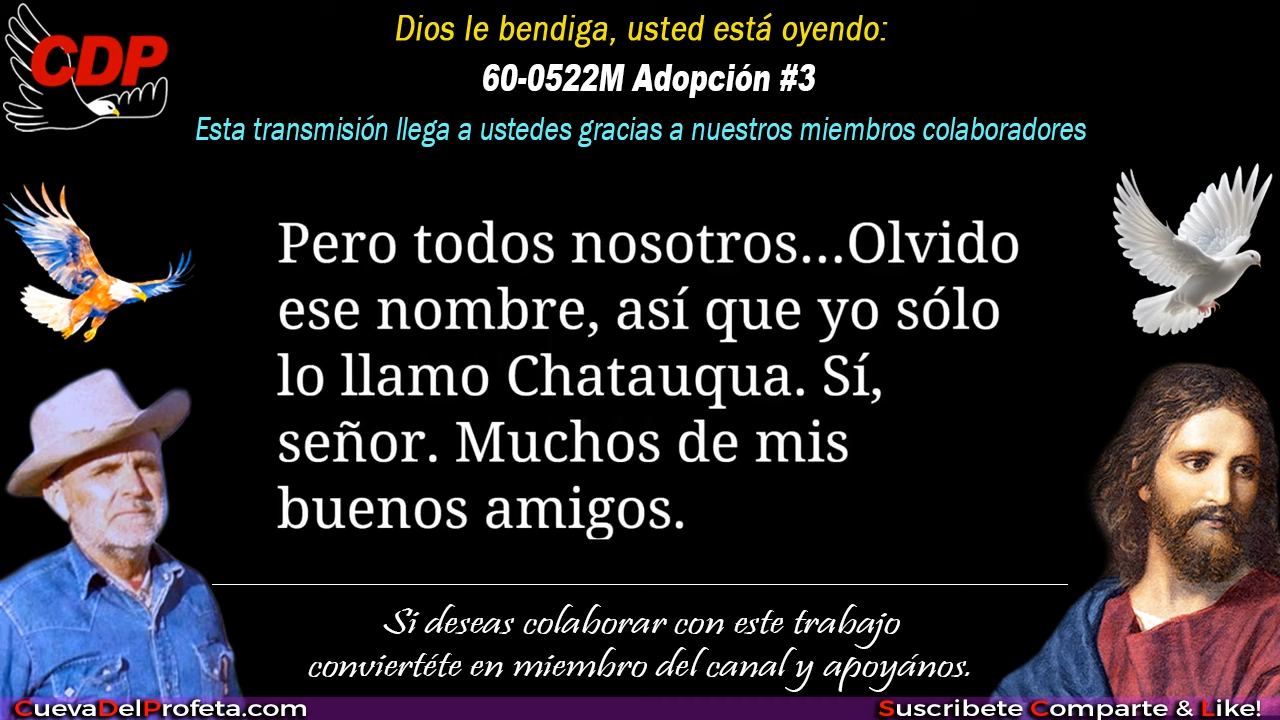 CDP
Dios le bendiga, usted está oyendo:
60-0522M Adopción #3
Esta transmisión llega a ustedes gracias a nuestros miembros colaboradores
Pero todos nosotros...Olvido
ese nombre, así que yo sólo
lo llamo Chatauqua. Sí,
señor. Muchos de mis
buenos amigos.
Si deseas colaborar con este trabajo
conviertéte en miembro del canal y apoyános.
CuevaDelProfeta.com
Suscribete Comparte & Like!